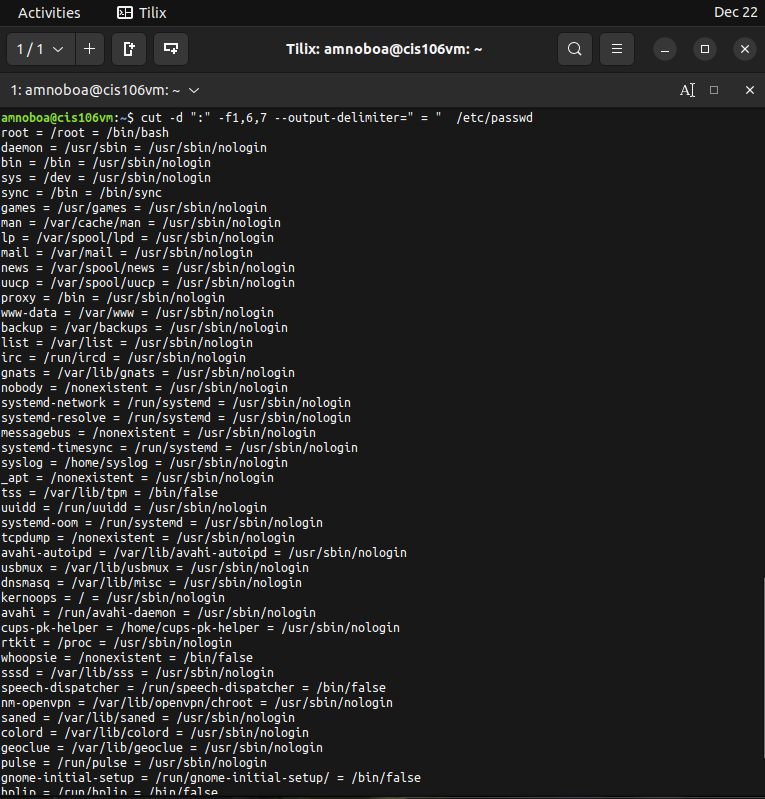 Activities Tilix Dec 22
1 / 1 Tilix: amnoboa@cis106vm: ~
1: amnoboa@cis106vm: ~ A
amnoboa@cis106vm:~$ cut -d ":" -f1,6,7 --output-delimiter=" = "  /etc/passwd
root = /root = /bin/bash
daemon = /usr/sbin = /usr/sbin/nologin
bin = /bin = /usr/sbin/nologin
sys = /dev = /usr/sbin/nologin
sync = /bin = /bin/sync
games = /usr/games = /usr/sbin/nologin
man = /var/cache/man = /usr/sbin/nologin
lp = /var/spool/lpd = /usr/sbin/nologin
mail = /var/mail = /usr/sbin/nologin
news = /var/spool/news = /usr/sbin/nologin
uucp = /var/spool/uucp = /usr/sbin/nologin
proxy = /bin = /usr/sbin/nologin
www-data = /var/www = /usr/sbin/nologin
backup = /var/backups = /usr/sbin/nologin
list = /var/list = /usr/sbin/nologin
irc = /run/ircd = /usr/sbin/nologin
gnats = /var/lib/gnats = /usr/sbin/nologin
nobody = /nonexistent = /usr/sbin/nologin
systemd-network = /run/systemd = /usr/sbin/nologin
systemd-resolve = /run/systemd = /usr/sbin/nologin
messagebus = /nonexistent = /usr/sbin/nologin
systemd-timesync = /run/systemd = /usr/sbin/nologin
syslog = /home/syslog = /usr/sbin/nologin
_apt = /nonexistent = /usr/sbin/nologin
tss = /var/lib/tpm = /bin/false
uuidd = /run/uuidd = /usr/sbin/nologin
systemd-oom = /run/systemd = /usr/sbin/nologin
tcpdump = /nonexistent = /usr/sbin/nologin
avahi-autoipd = /var/lib/avahi-autoipd = /usr/sbin/nologin
usbmux = /var/lib/usbmux = /usr/sbin/nologin
dnsmasq = /var/lib/misc = /usr/sbin/nologin
kernoops = / = /usr/sbin/nologin
avahi = /run/avahi-daemon = /usr/sbin/nologin
cups-pk-helper = /home/cups-pk-helper = /usr/sbin/nologin
rtkit = /proc = /usr/sbin/nologin
whoopsie = /nonexistent = /bin/false
sssd = /var/lib/sss = /usr/sbin/nologin
speech-dispatcher = /run/speech-dispatcher = /bin/false
nm-openvpn = /var/lib/openvpn/chroot = /usr/sbin/nologin
saned = /var/lib/saned = /usr/sbin/nologin
colord = /var/lib/colord = /usr/sbin/nologin
geoclue = /var/lib/geoclue = /usr/sbin/nologin
pulse = /run/pulse = /usr/sbin/nologin
gnome-initial-setup = /run/gnome-initial-setup/ = /bin/false
hplip = /run/hplip = /bin/false